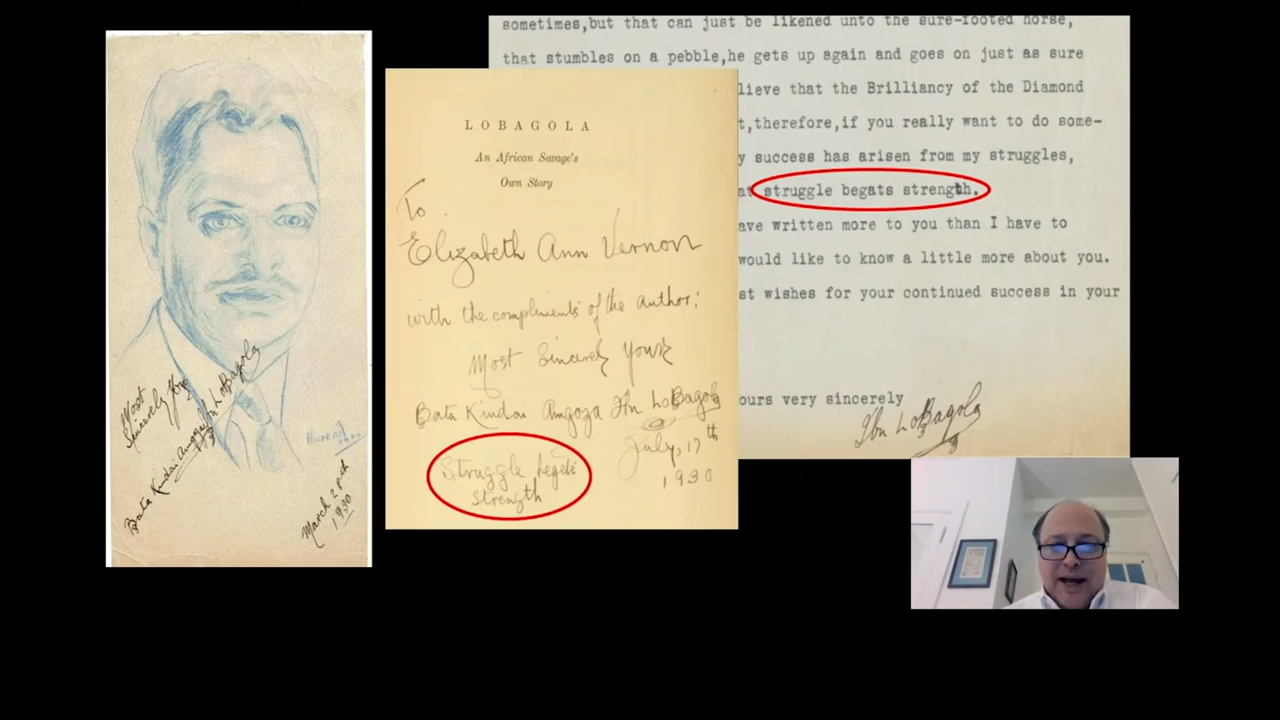 Most
Sincerely Yours
Bata Kindai Amgoza Ibn LoBagola
March 28th
1930
LOBAGOLA
An African Savage's
Own Story
To
Elizabeth Ann Vernon
with the compliments of the author:
Most Sincerely Yours
Bata Kindai Amgoza Ibn LoBagola
July, 17th
1930
Struggle begets
strength
sometimes,but that can just be likened unto the sure-footed horse,
that stumbles on a pebble,he gets up again and goes on just as sure
lieve that the Brilliancy of the Diamond
t,therefore,if you really want to do some-
y success has arisen from my struggles,
at struggle begats strength.
ave written more to you than I have to
would like to know a little more about you.
st wishes for your continued success in your
ours very sincerely
Ibn LoBagola